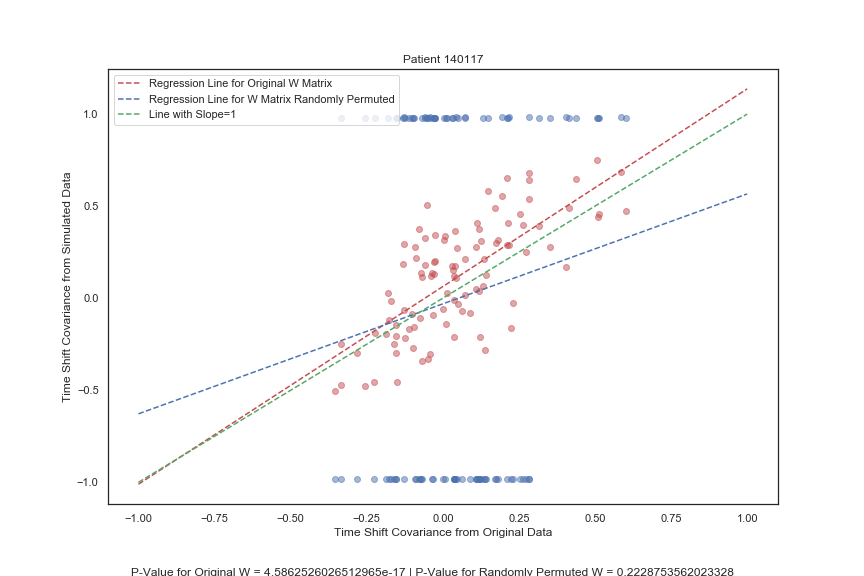 Patient 140117
Regression Line for Original W Matrix
Regression Line for W Matrix Randomly Permuted
Line with Slope=1
Time Shift Covariance from Simulated Data
1.0
0.5
0.0
−0.5
−1.0
−1.00 −0.75 −0.50 −0.25 0.00 0.25 0.50 0.75 1.00
Time Shift Covariance from Original Data
P-Value for Original W = 4.5862526026512965e-17 | P-Value for Randomly Permuted W = 0.2228753562023328